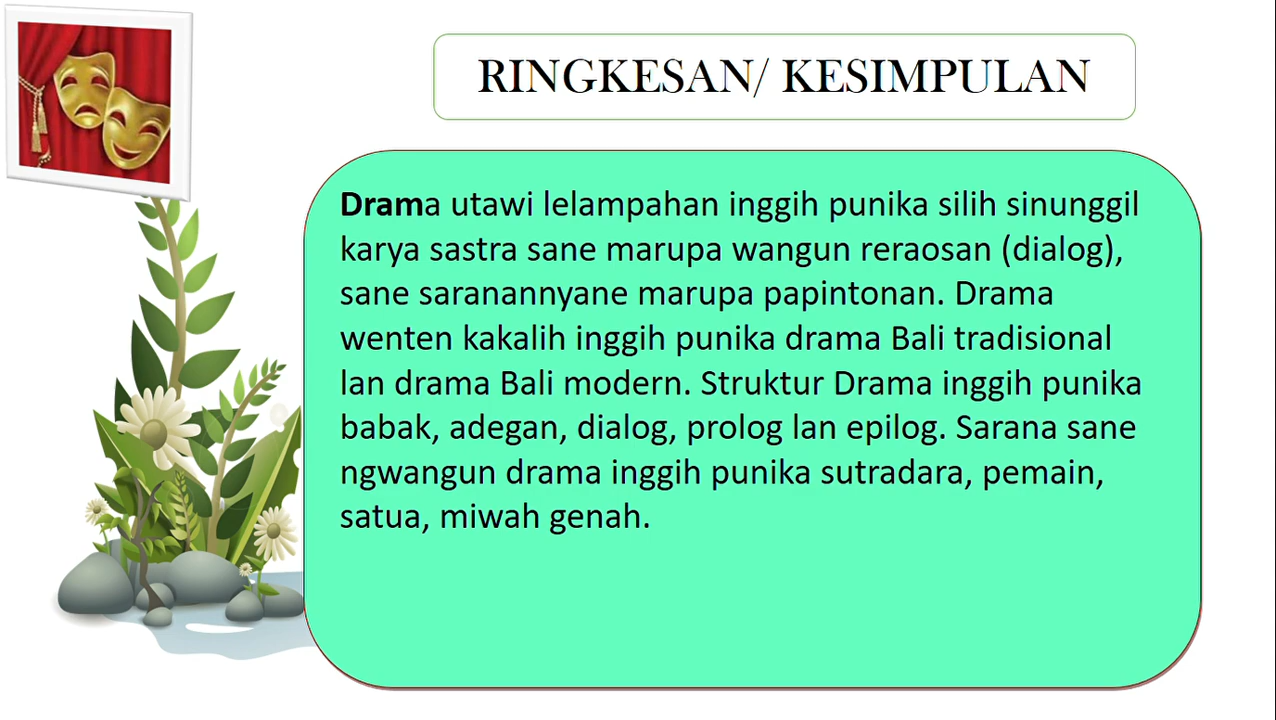 RINGKESAN/ KESIMPULAN
Drama utawi lelampahan inggih punika silih sinunggil
karya sastra sane marupa wangun reraosan (dialog),
sane saranannyane marupa papintonan. Drama
wenten kakalih inggih punika drama Bali tradisional
lan drama Bali modern. Struktur Drama inggih punika
babak, adegan, dialog, prolog lan epilog. Sarana sane
ngwangun drama inggih punika sutradara, pemain,
satua, miwah genah.